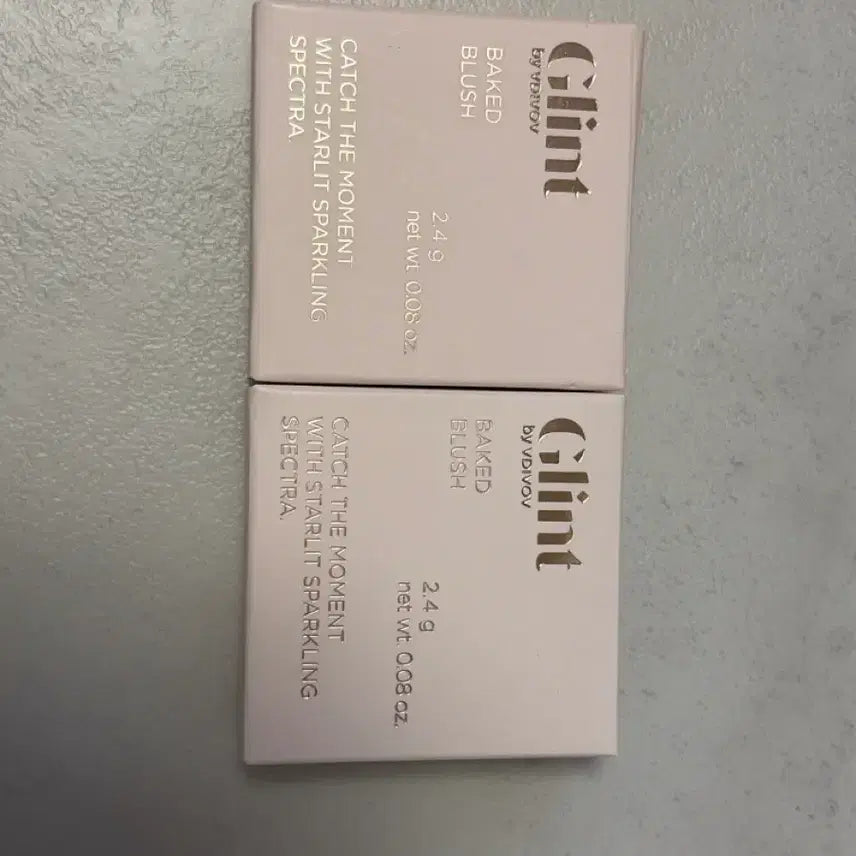 Glint
by VDIVOV
BAKED
BLUSH
2.4 g
net wt. 0.08 oz.
CATCH THE MOMENT
WITH STARLIT SPARKLING
SPECTRA.
Glint
by VDIVOV
BAKED
BLUSH
2.4 g
net wt. 0.08 oz.
CATCH THE MOMENT
WITH STARLIT SPARKLING
SPECTRA.